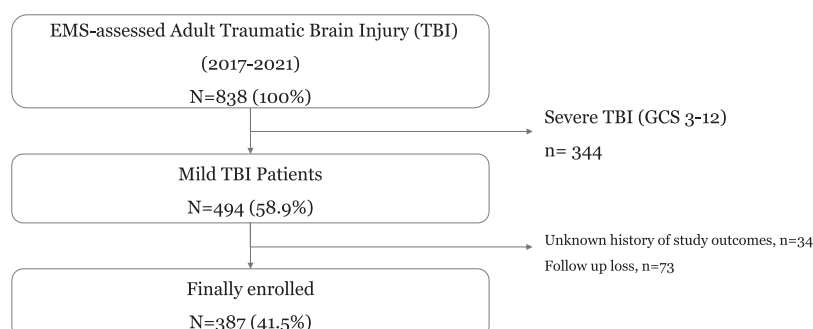 EMS-assessed Adult Traumatic Brain Injury (TBI)
(2017-2021)
N=838 (100%)
Severe TBI (GCS 3-12)
n= 344
Mild TBI Patients
N=494 (58.9%)
Unknown history of study outcomes, n=34
Follow up loss, n=73
Finally enrolled
N=387 (41.5%)